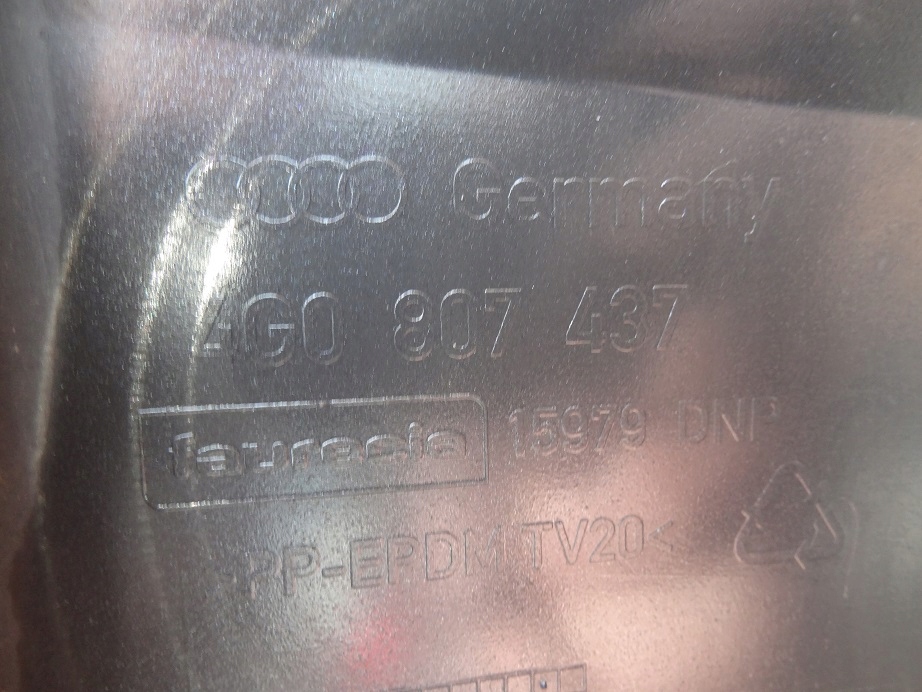 Germany
4G0 807 437
faurecia 15979 DNP
>PP-EPDM TV20<